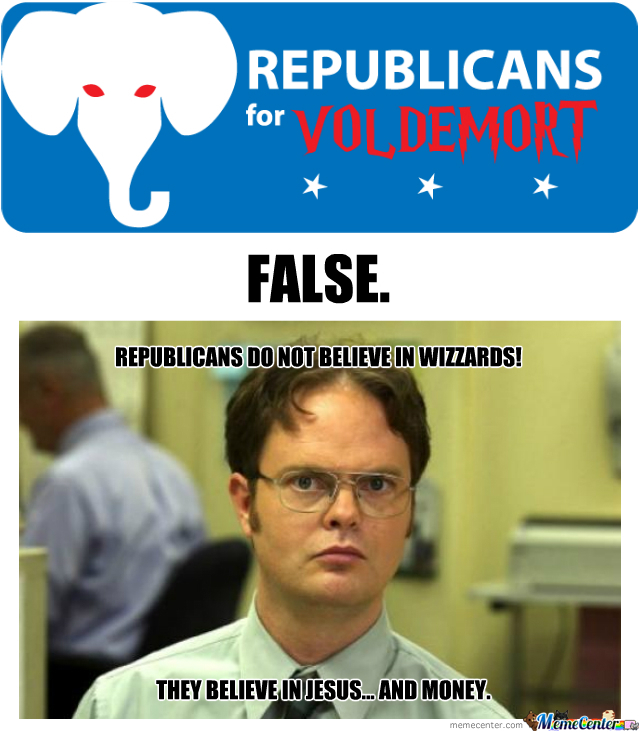 REPUBLICANS
for VOLDEMORT
FALSE.
REPUBLICANS DO NOT BELIEVE IN WIZZARDS!
THEY BELIEVE IN JESUS... AND MONEY.
memecenter.com MemeCenter